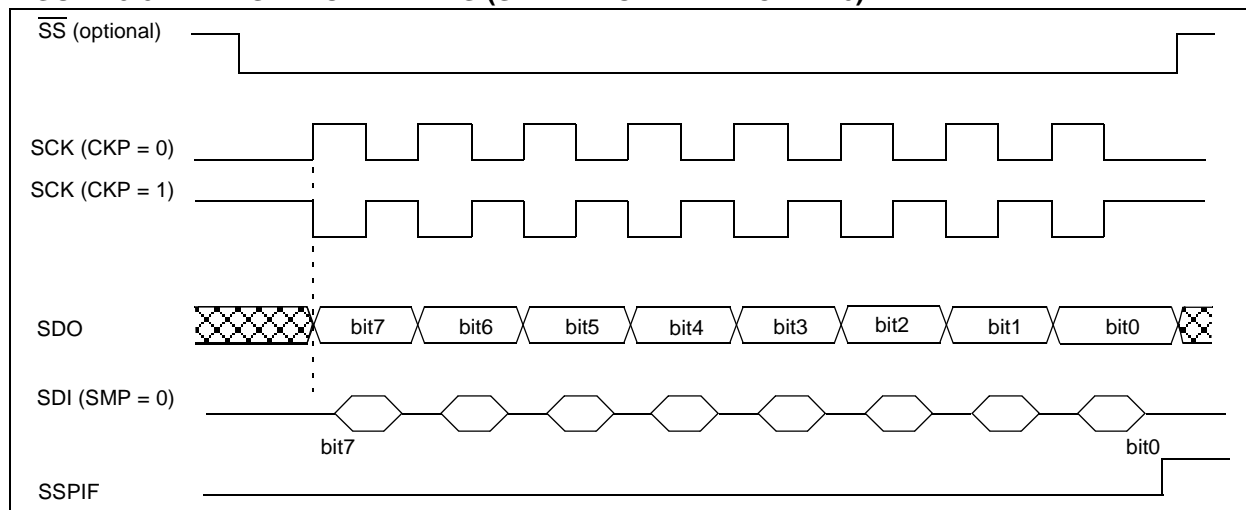 SS (optional)
SCK (CKP = 0)
SCK (CKP = 1)
SDO bit7 bit6 bit5 bit4 bit3 bit2 bit1 bit0
SDI (SMP = 0)
bit7 bit0
SSPIF